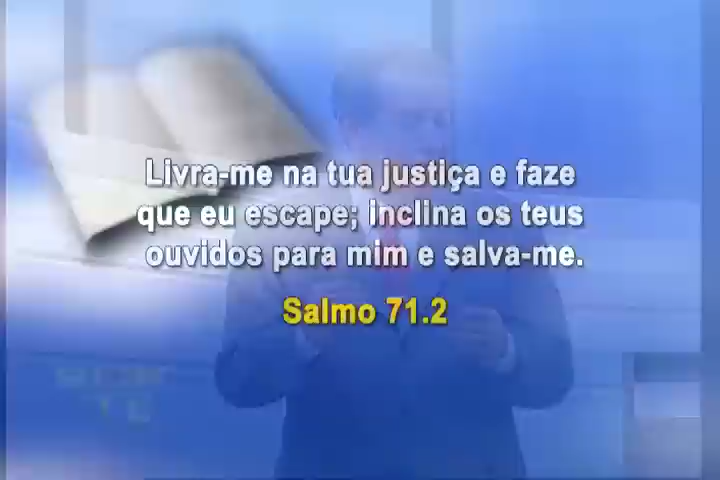 Livra-me na tua justiça e faze
que eu escape; inclina os teus
ouvidos para mim e salva-me.
Salmo 71.2